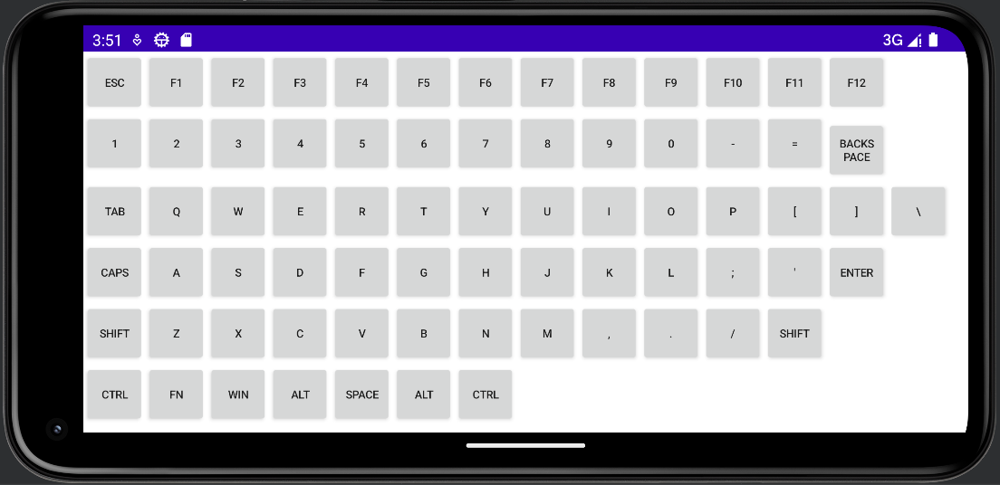 3:51 3G
ESC F1 F2 F3 F4 F5 F6 F7 F8 F9 F10 F11 F12
1 2 3 4 5 6 7 8 9 0 - = BACKS
PACE
TAB Q W E R T Y U I O P [ ] \
CAPS A S D F G H J K L ; ' ENTER
SHIFT Z X C V B N M , . / SHIFT
CTRL FN WIN ALT SPACE ALT CTRL